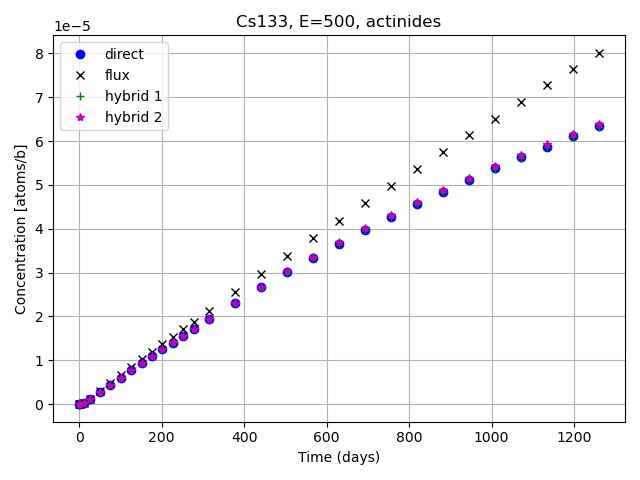 Cs133, E=500, actinides
1e−5
direct
flux
hybrid 1
hybrid 2
8
7
6
5
4
3
2
1
0
Concentration [atoms/b]
0 200 400 600 800 1000 1200
Time (days)